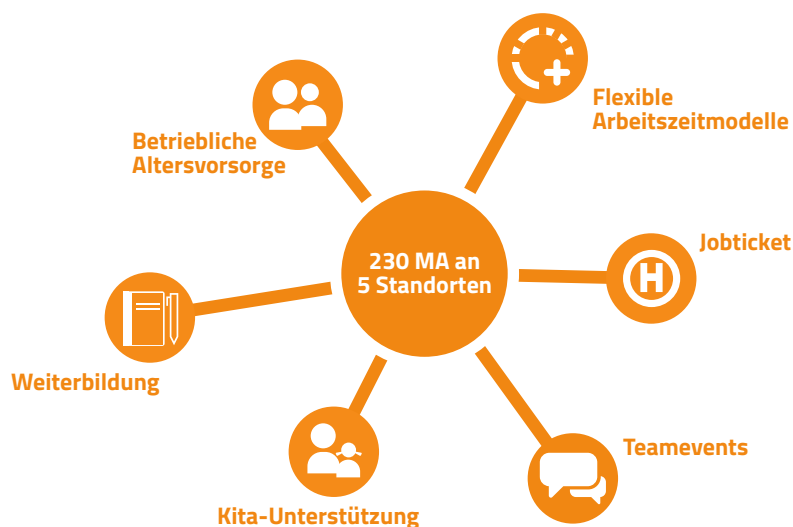 Flexible
Arbeitszeitmodelle
Betriebliche
Altersvorsorge
Jobticket
230 MA an
5 Standorten
H
Weiterbildung
Teamevents
Kita-Unterstützung